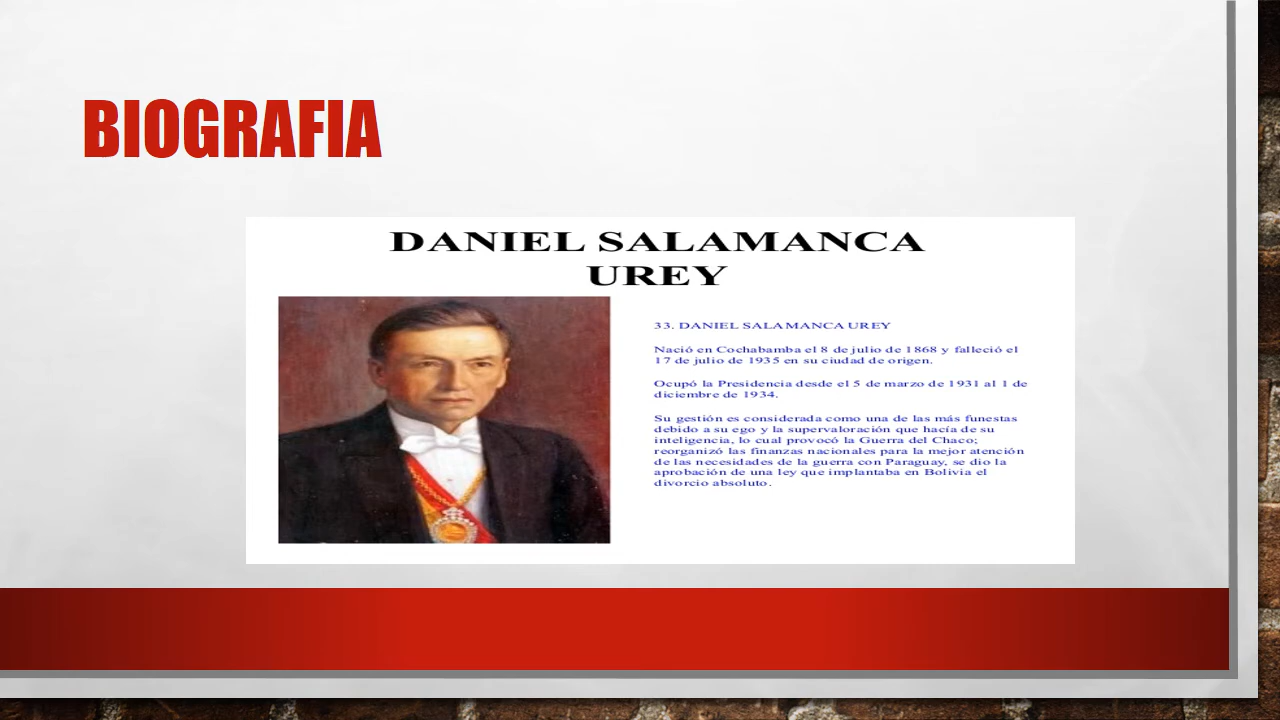 BIOGRAFIA
DANIEL SALAMANCA
UREY
33. DANIEL SALAMANCA UREY
Nació en Cochabamba el 8 de julio de 1868 y falleció el
17 de julio de 1935 en su ciudad de origen.
Ocupó la Presidencia desde el 5 de marzo de 1931 al 1 de
diciembre de 1934.
Su gestión es considerada como una de las más funestas
debido a su ego y la supervaloración que hacía de su
inteligencia, lo cual provocó la Guerra del Chaco;
reorganizó las finanzas nacionales para la mejor atención
de las necesidades de la guerra con Paraguay, se dio la
aprobación de una ley que implantaba en Bolivia el
divorcio absoluto.